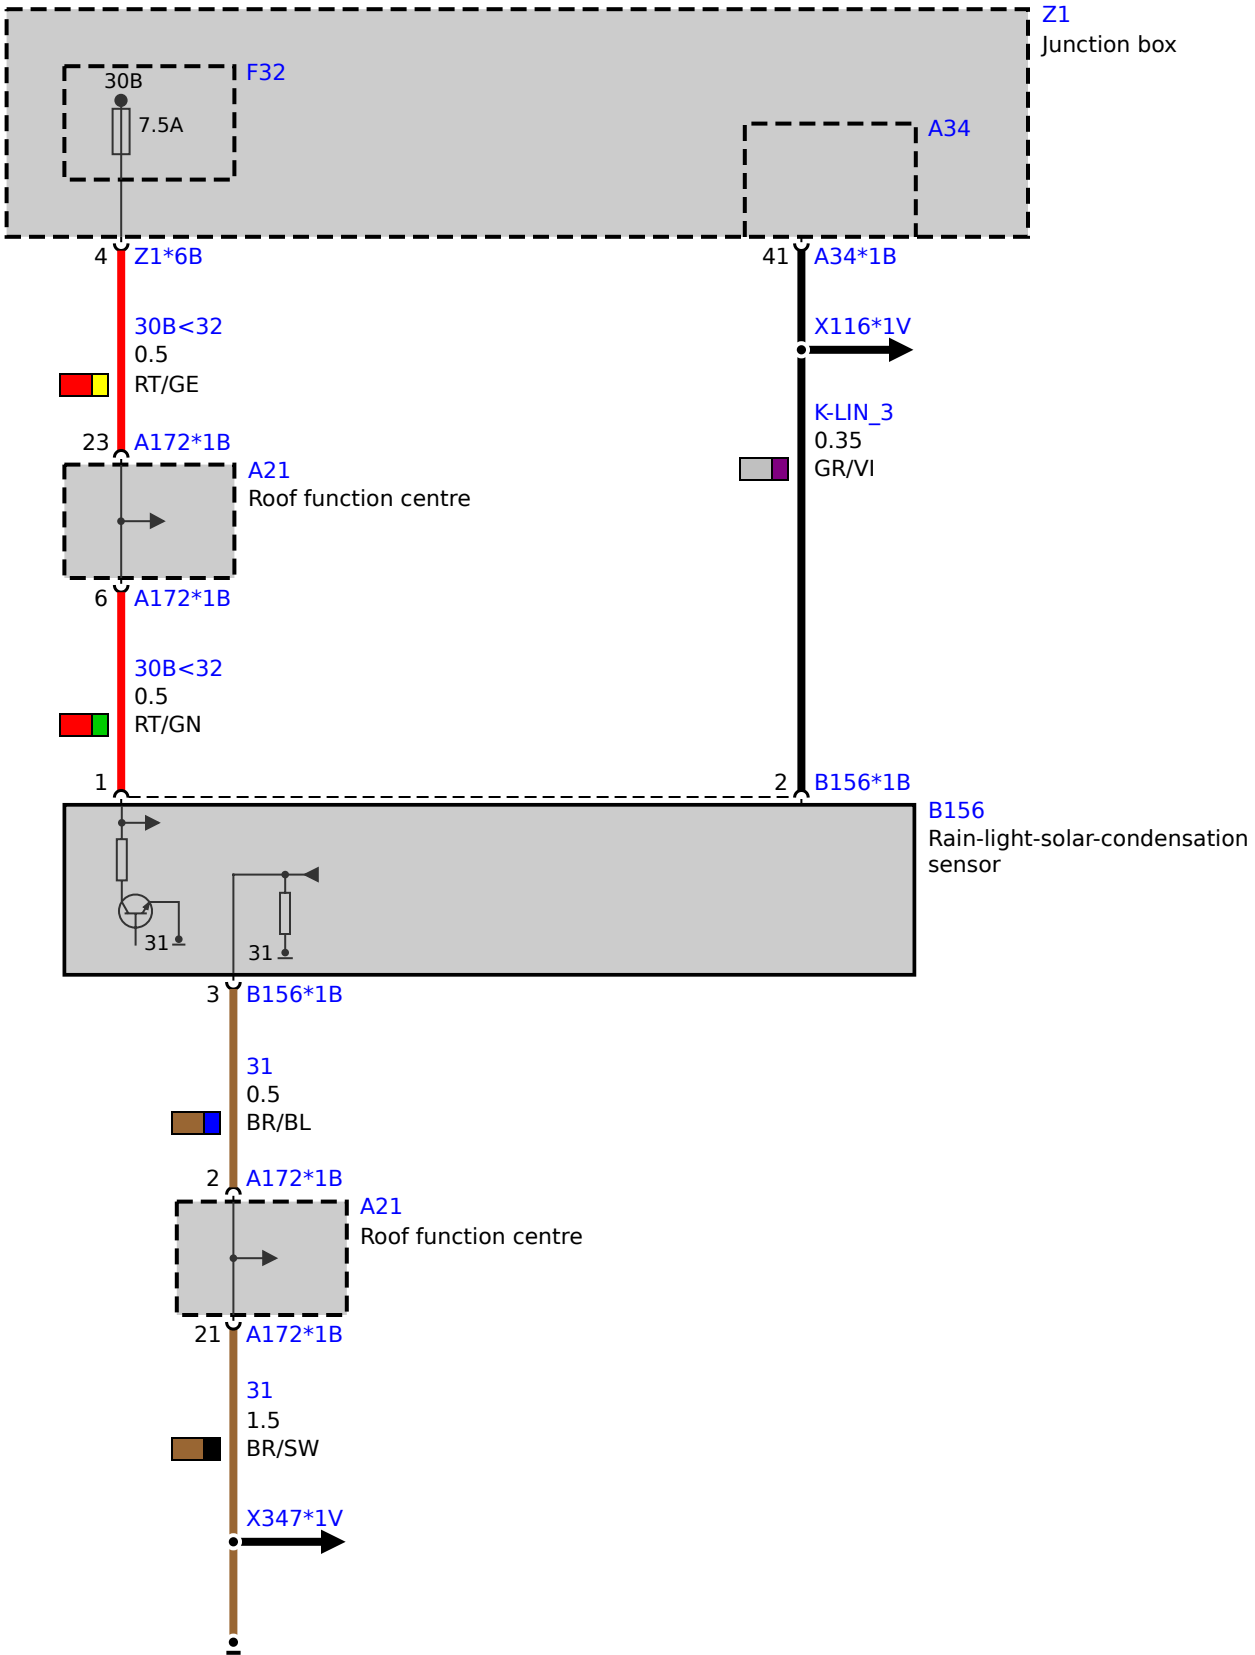 Z1
Junction box
F32
30B
7.5A
A34
4 Z1*6B
41 A34*1B
30B<32
0.5
RT/GE
X116*1V
K-LIN_3
0.35
GR/VI
23 A172*1B
A21
Roof function centre
6 A172*1B
30B<32
0.5
RT/GN
1
2 B156*1B
B156
Rain-light-solar-condensation
sensor
31
31
3 B156*1B
31
0.5
BR/BL
2 A172*1B
A21
Roof function centre
21 A172*1B
31
1.5
BR/SW
X347*1V